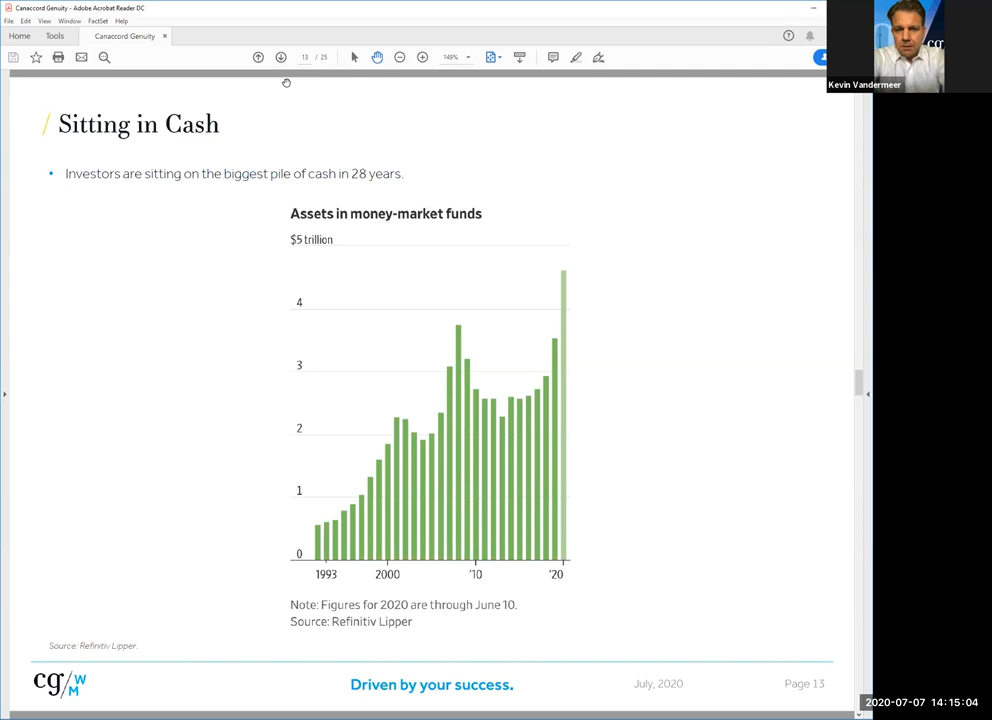 Canaccord Genuity - Adobe Acrobat Reader DC
File Edit View Window FactSet Help
Home Tools Canaccord Genuity ×
13 / 25 149%
Kevin Vandermeer
cg
/ Sitting in Cash
• Investors are sitting on the biggest pile of cash in 28 years.
Assets in money-market funds
$5 trillion
4
3
2
1
0
1993 2000 '10 '20
Note: Figures for 2020 are through June 10.
Source: Refinitiv Lipper
Source: Refinitiv Lipper.
cg/WM Driven by your success. July, 2020 Page 13
2020-07-07 14:15:04